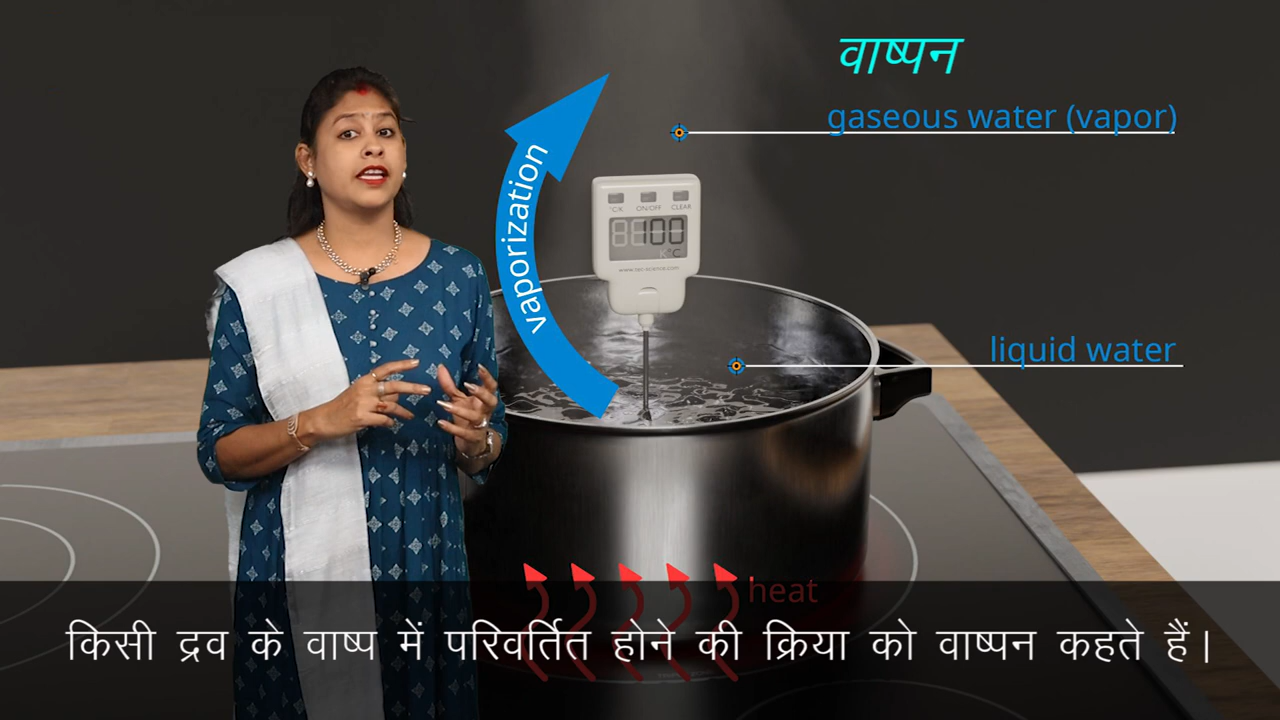 वाष्पन
gaseous water (vapor)
vaporization
°C/K ON/OFF CLEAR
100
K°C
liquid water
heat
किसी द्रव के वाष्प में परिवर्तित होने की क्रिया को वाष्पन कहते हैं।